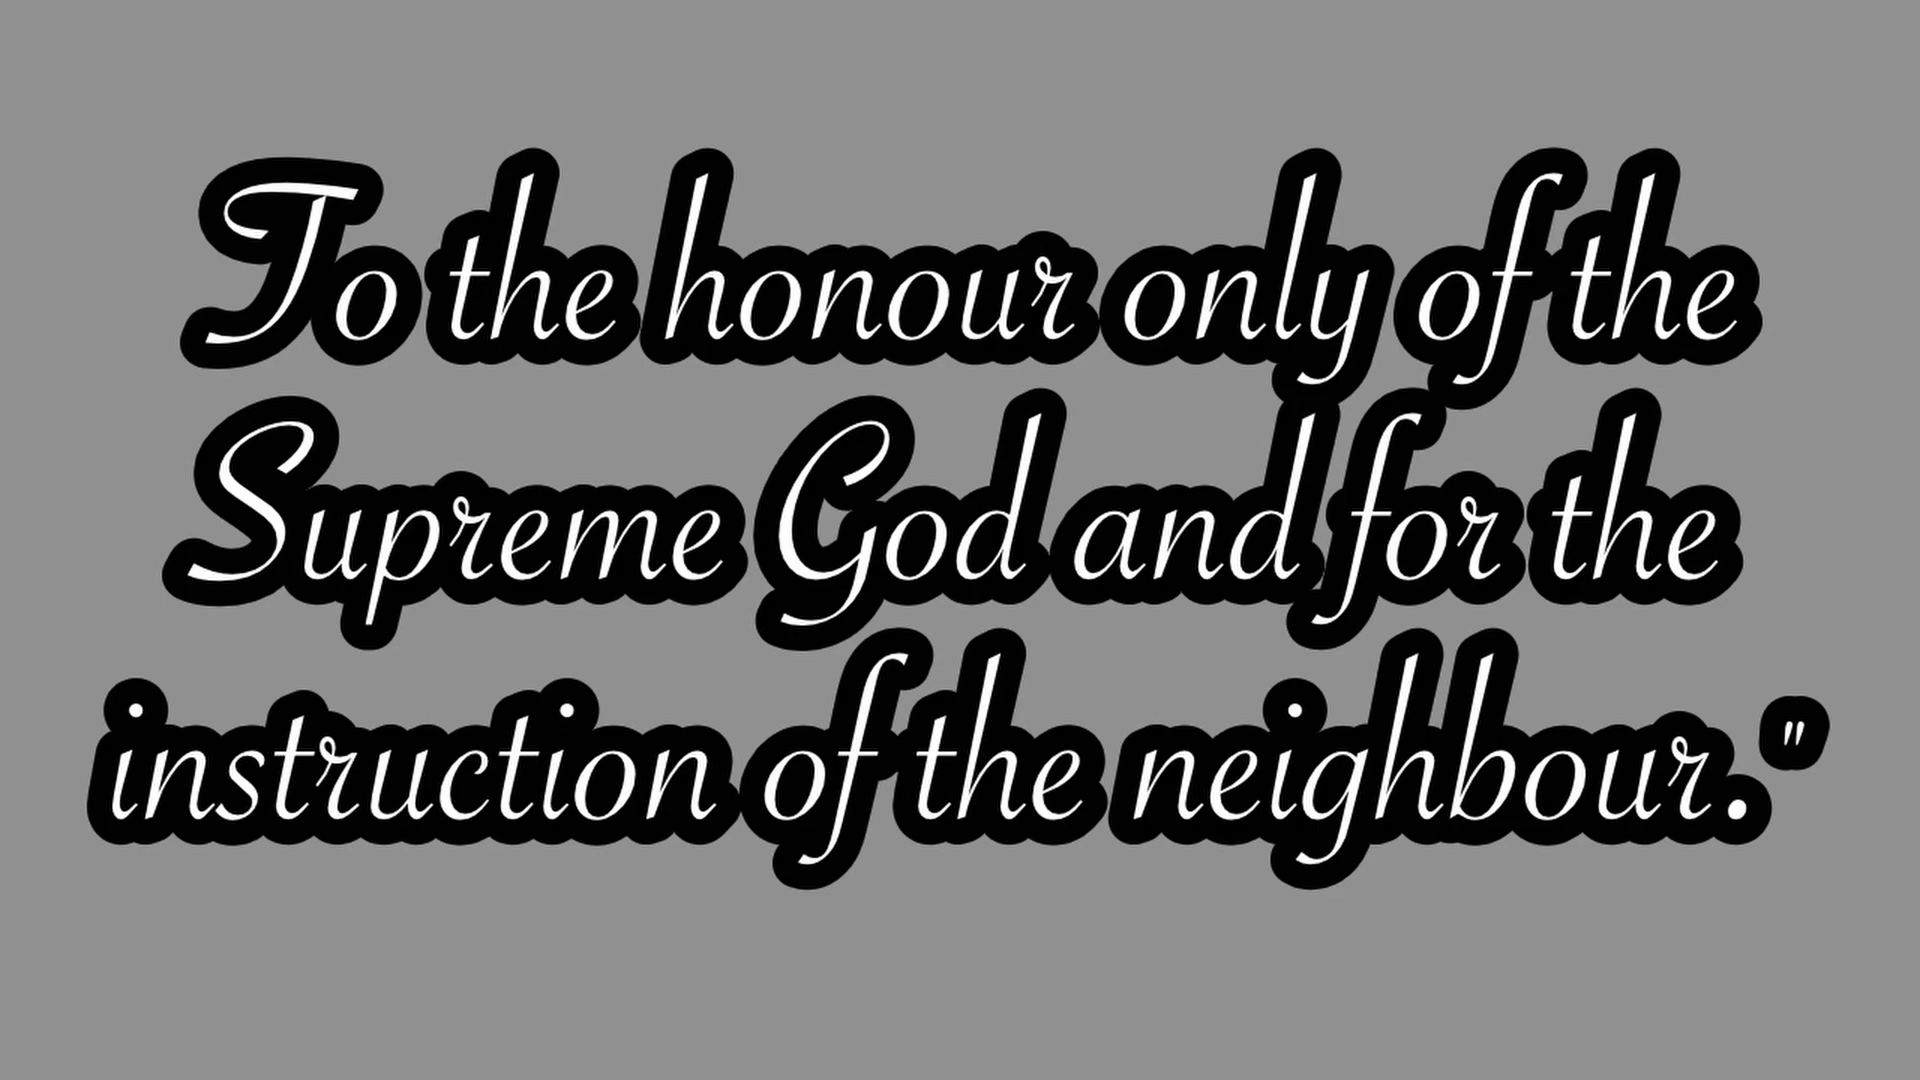 To the honour only of the
Supreme God and for the
instruction of the neighbour."